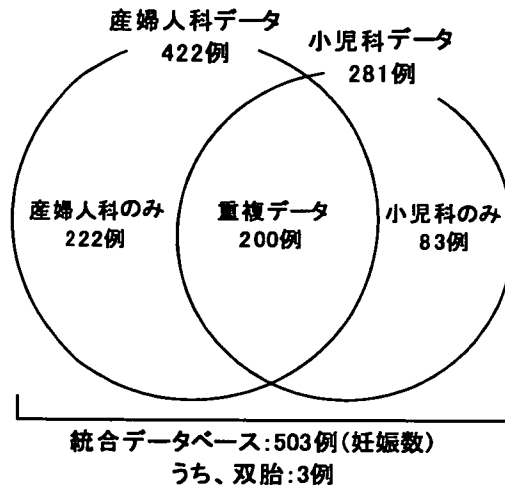 産婦人科データ
422例
小児科データ
281例
産婦人科のみ
222例
重複データ
200例
小児科のみ
83例
統合データベース:503例(妊娠数)
うち、双胎:3例